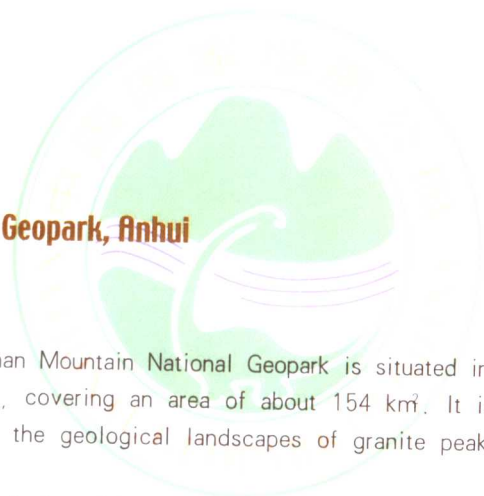 Geopark, Anhui
an Mountain National Geopark is situated in
, covering an area of about 154 km². It i
the geological landscapes of granite peak